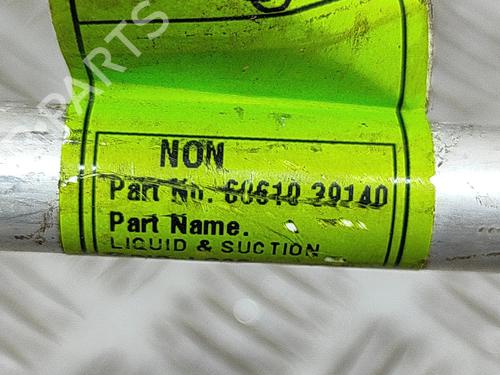 NON
Part No. 60610 39140
Part Name.
LIQUID & SUCTION